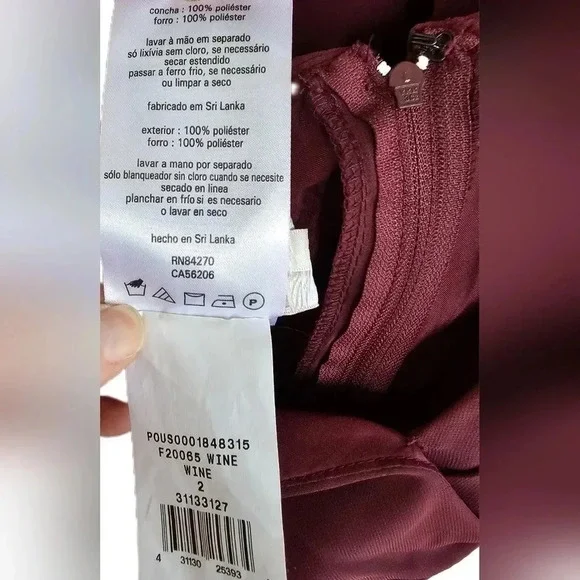 concha : 100% poliéster
forro : 100% poliéster
lavar à mão em separado
só lixívia sem cloro, se necessário
secar estendido
passar a ferro frio, se necessário
ou limpar a seco
fabricado em Sri Lanka
exterior : 100% poliéster
forro : 100% poliéster
lavar a mano por separado
sólo blanqueador sin cloro cuando se necesite
secado en línea
planchar en frío si es necesario
o lavar en seco
hecho en Sri Lanka
RN84270
CA56206
P
POUS0001848315
F20065 WINE
WINE
2
31133127
4 31130 25393